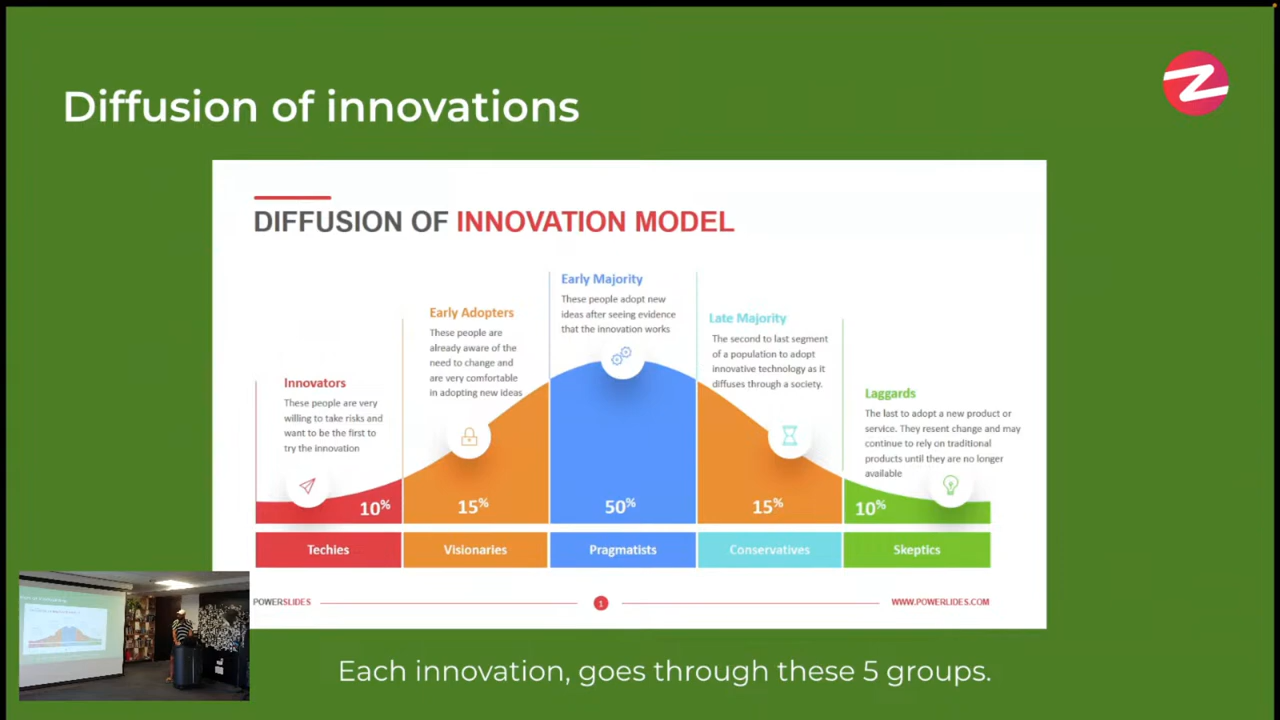 Diffusion of innovations
DIFFUSION OF INNOVATION MODEL
Innovators
These people are very
willing to take risks and
want to be the first to
try the innovation
Early Adopters
These people are
already aware of the
need to change and
are very comfortable
in adopting new ideas
Early Majority
These people adopt new
ideas after seeing evidence
that the innovation works
Late Majority
The second to last segment
of a population to adopt
innovative technology as it
diffuses through a society.
Laggards
The last to adopt a new product or
service. They resent change and may
continue to rely on traditional
products until they are no longer
available
10%
15%
50%
15%
10%
Techies
Visionaries
Pragmatists
Conservatives
Skeptics
POWERSLIDES
1
WWW.POWERLIDES.COM
Each innovation, goes through these 5 groups.